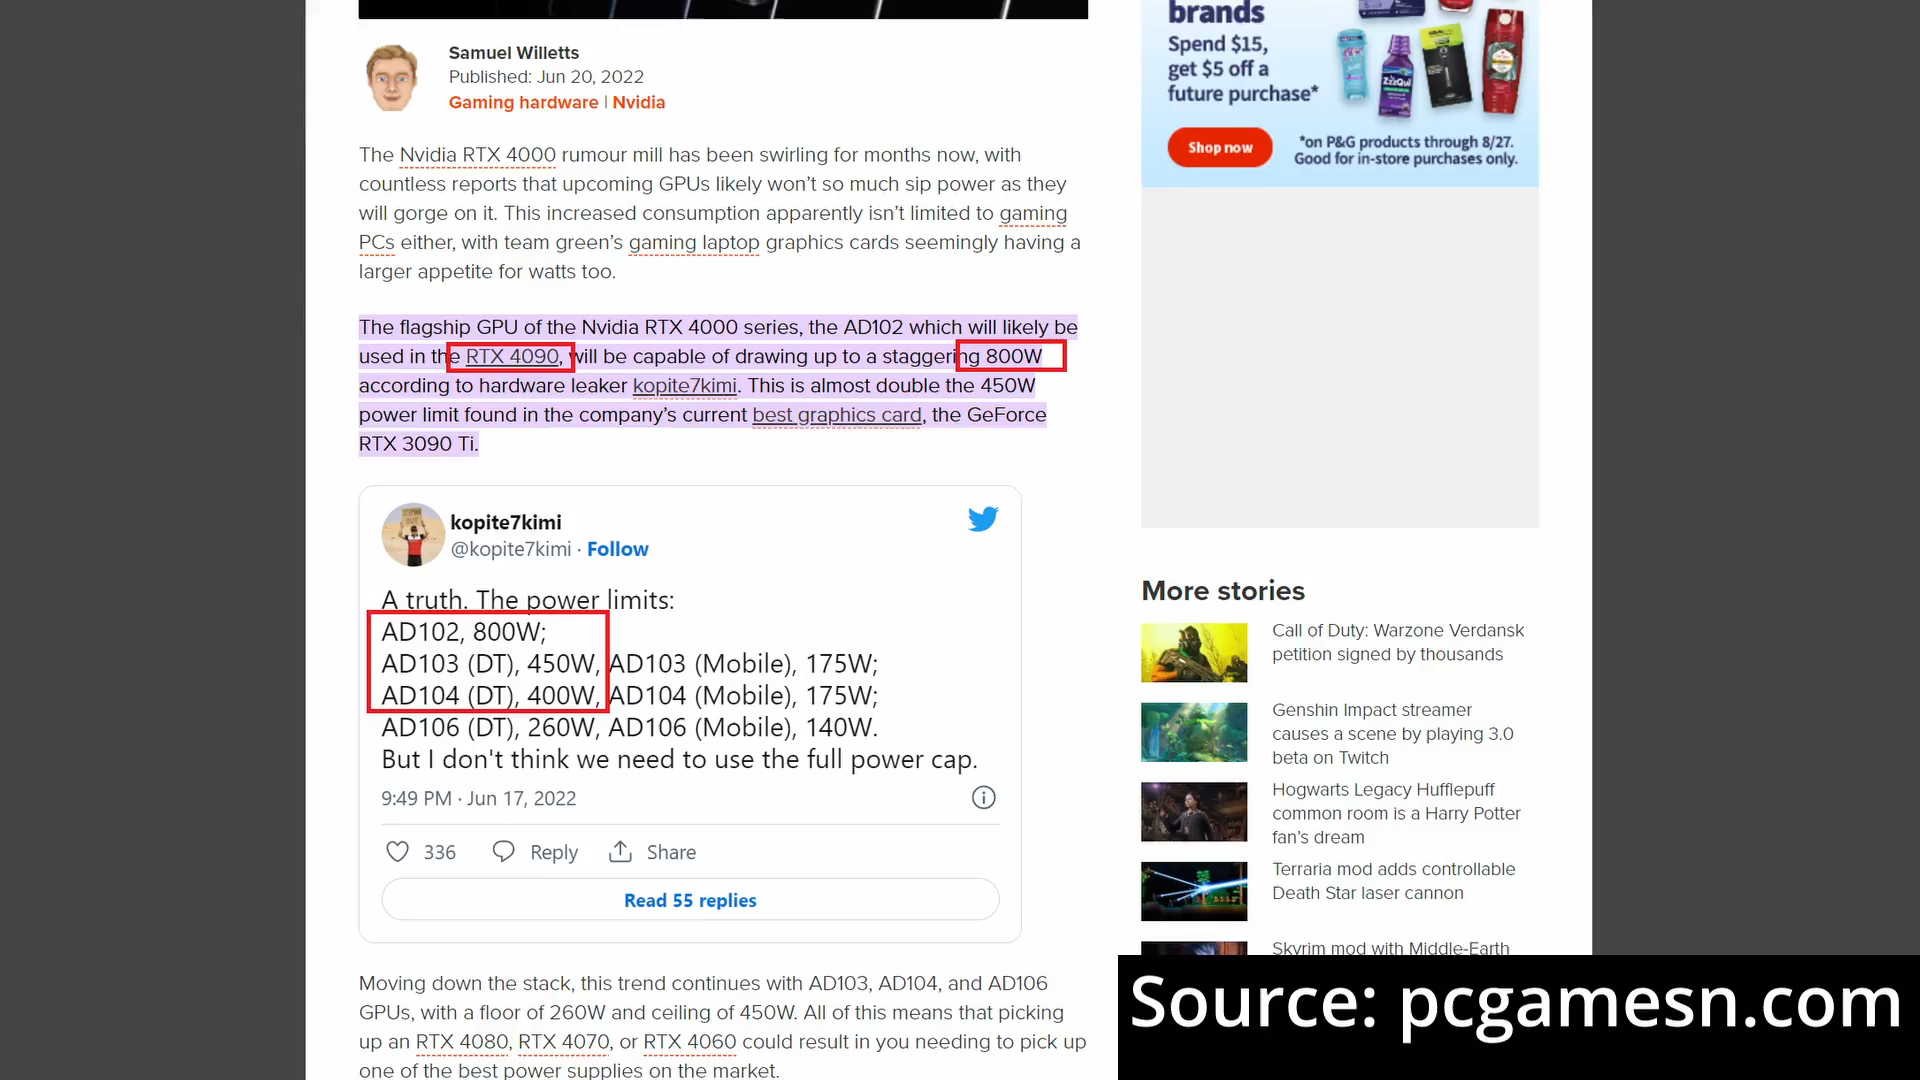 Samuel Willetts
Published: Jun 20, 2022
Gaming hardware | Nvidia
The Nvidia RTX 4000 rumour mill has been swirling for months now, with
countless reports that upcoming GPUs likely won’t so much sip power as they
will gorge on it. This increased consumption apparently isn’t limited to gaming
PCs either, with team green’s gaming laptop graphics cards seemingly having a
larger appetite for watts too.
The flagship GPU of the Nvidia RTX 4000 series, the AD102 which will likely be
used in the RTX 4090, will be capable of drawing up to a staggering 800W
according to hardware leaker kopite7kimi. This is almost double the 450W
power limit found in the company’s current best graphics card, the GeForce
RTX 3090 Ti.
kopite7kimi
@kopite7kimi · Follow
A truth. The power limits:
AD102, 800W;
AD103 (DT), 450W, AD103 (Mobile), 175W;
AD104 (DT), 400W, AD104 (Mobile), 175W;
AD106 (DT), 260W, AD106 (Mobile), 140W.
But I don't think we need to use the full power cap.
9:49 PM · Jun 17, 2022
336 Reply Share
Read 55 replies
Moving down the stack, this trend continues with AD103, AD104, and AD106
GPUs, with a floor of 260W and ceiling of 450W. All of this means that picking
up an RTX 4080, RTX 4070, or RTX 4060 could result in you needing to pick up
one of the best power supplies on the market.
brands
Spend $15,
get $5 off a
future purchase*
Shop now
*on P&G products through 8/27.
Good for in-store purchases only.
ZzzQuil
More stories
Call of Duty: Warzone Verdansk
petition signed by thousands
Genshin Impact streamer
causes a scene by playing 3.0
beta on Twitch
Hogwarts Legacy Hufflepuff
common room is a Harry Potter
fan’s dream
Terraria mod adds controllable
Death Star laser cannon
Skyrim mod with Middle-Earth
Source: pcgamesn.com